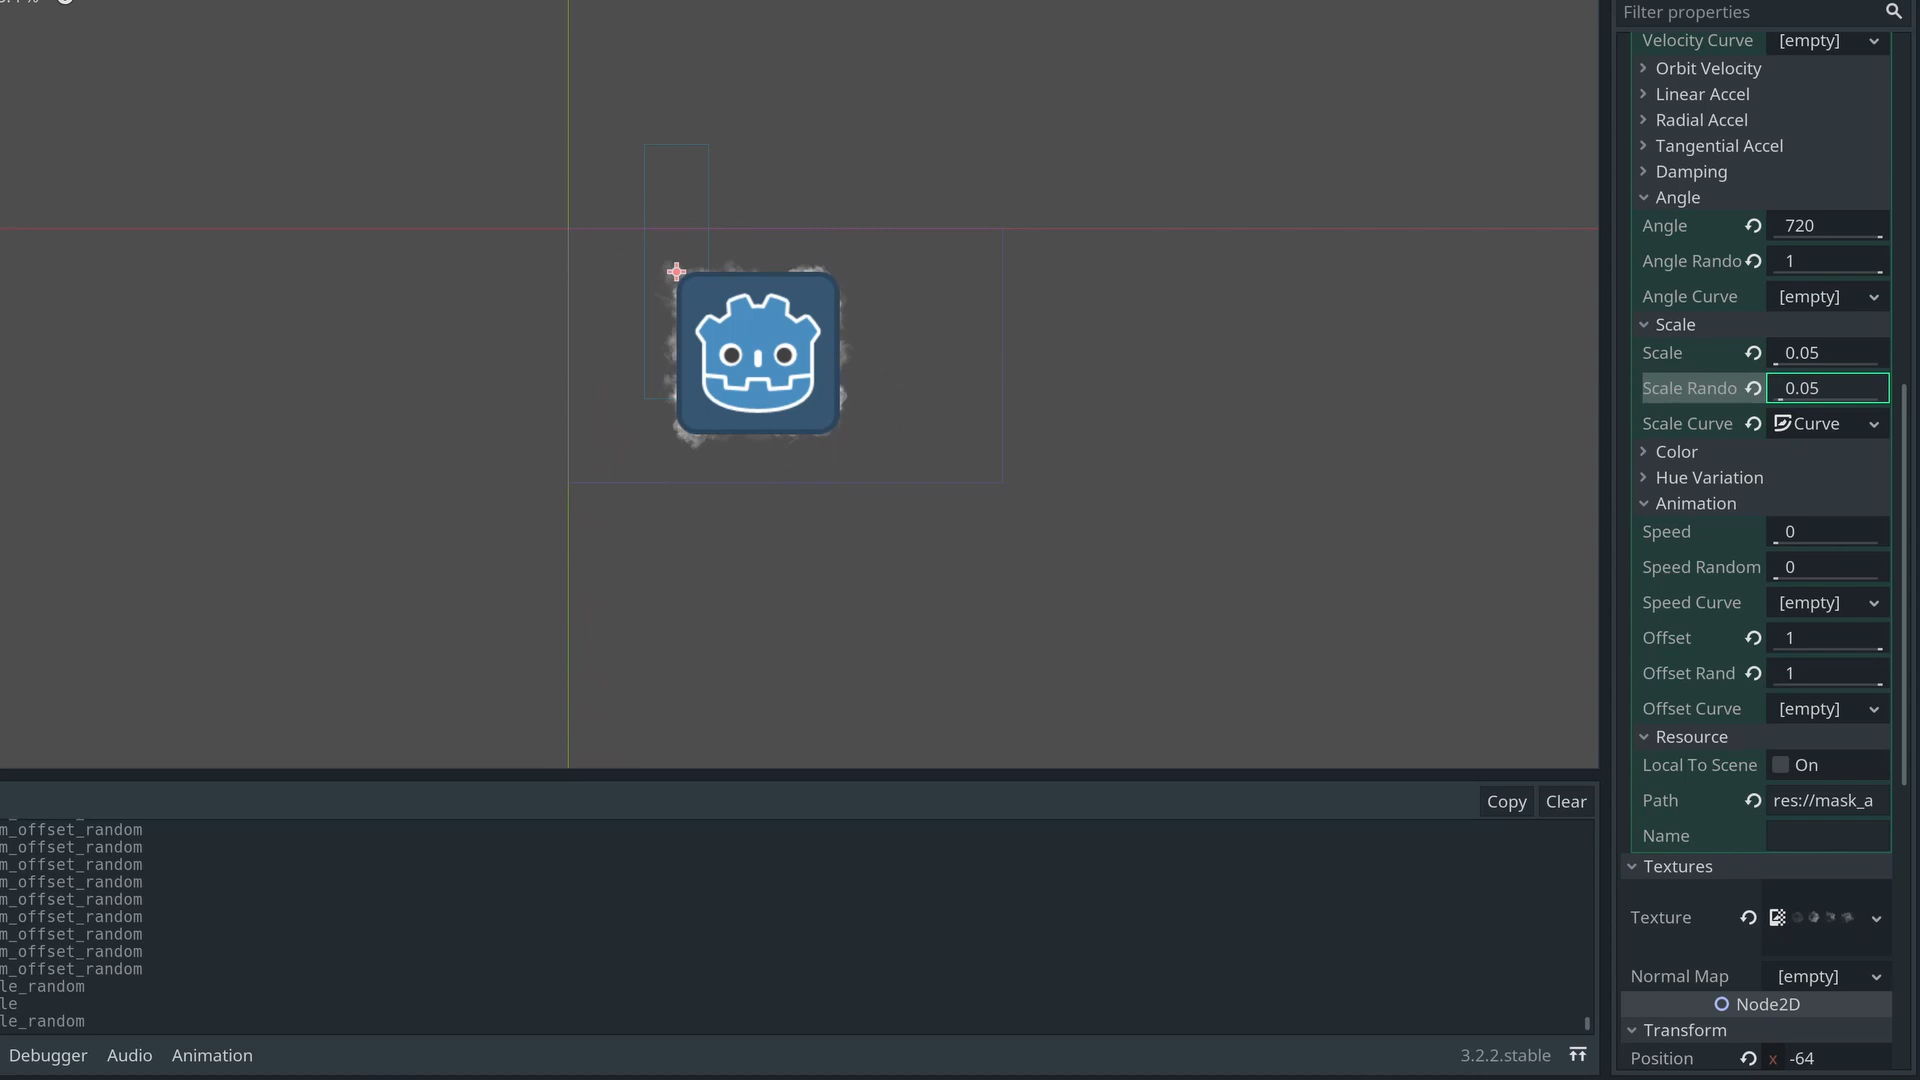 Filter properties
Velocity Curve [empty]
Orbit Velocity
Linear Accel
Radial Accel
Tangential Accel
Damping
Angle
Angle 720
Angle Rando 1
Angle Curve [empty]
Scale
Scale 0.05
Scale Rando 0.05
Scale Curve Curve
Color
Hue Variation
Animation
Speed 0
Speed Random 0
Speed Curve [empty]
Offset 1
Offset Rand 1
Offset Curve [empty]
Resource
Local To Scene On
Path res://mask_a
Name
Textures
Texture
Normal Map [empty]
Node2D
Transform
Position x -64
Copy Clear
m_offset_random
m_offset_random
m_offset_random
m_offset_random
m_offset_random
m_offset_random
m_offset_random
m_offset_random
m_offset_random
le_random
le
le_random
Debugger Audio Animation 3.2.2.stable